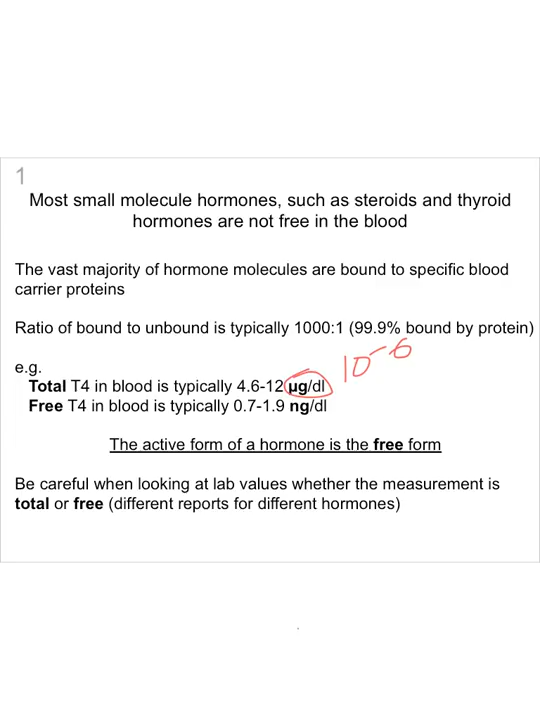 1
Most small molecule hormones, such as steroids and thyroid
hormones are not free in the blood
The vast majority of hormone molecules are bound to specific blood
carrier proteins
Ratio of bound to unbound is typically 1000:1 (99.9% bound by protein)
10-6
e.g.
Total T4 in blood is typically 4.6-12 µg/dl
Free T4 in blood is typically 0.7-1.9 ng/dl
The active form of a hormone is the free form
Be careful when looking at lab values whether the measurement is
total or free (different reports for different hormones)